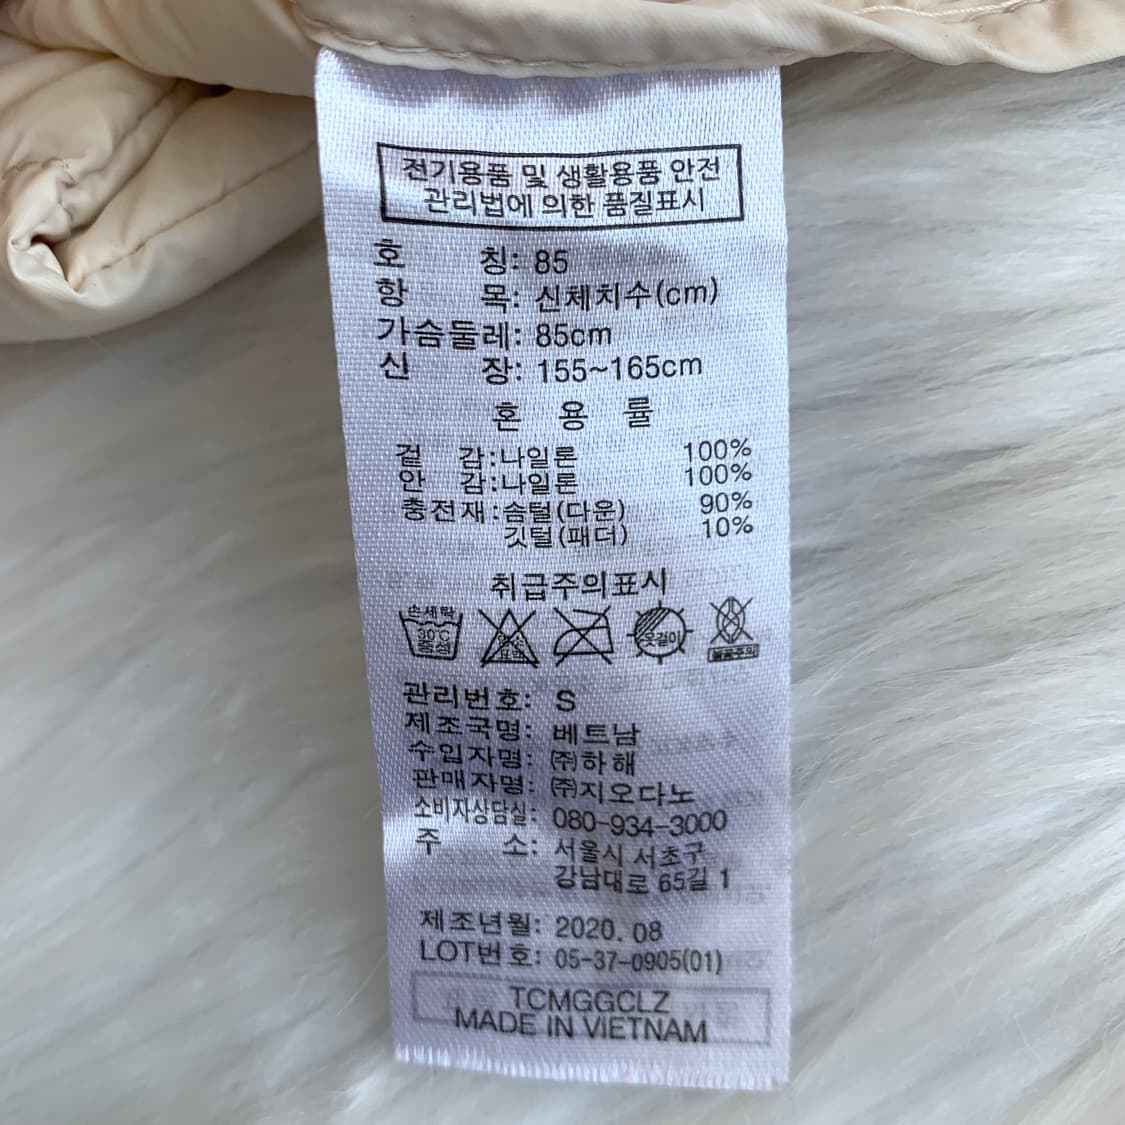 전기용품 및 생활용품 안전
관리법에 의한 품질표시
호 칭: 85
항 목: 신체치수(cm)
가슴둘레: 85cm
신 장: 155~165cm
혼 용 률
겉 감:나일론 100%
안 감:나일론 100%
충전재:솜털(다운) 90%
깃털(패더) 10%
취급주의표시
손세탁
30℃
중성
옷걸이
관리번호: S
제조국명: 베트남
수입자명: ㈜하해
판매자명: ㈜지오다노
소비자상담실: 080-934-3000
주 소: 서울시 서초구
강남대로 65길 1
제조년월: 2020. 08
LOT번호: 05-37-0905(01)
TCMGGCLZ
MADE IN VIETNAM